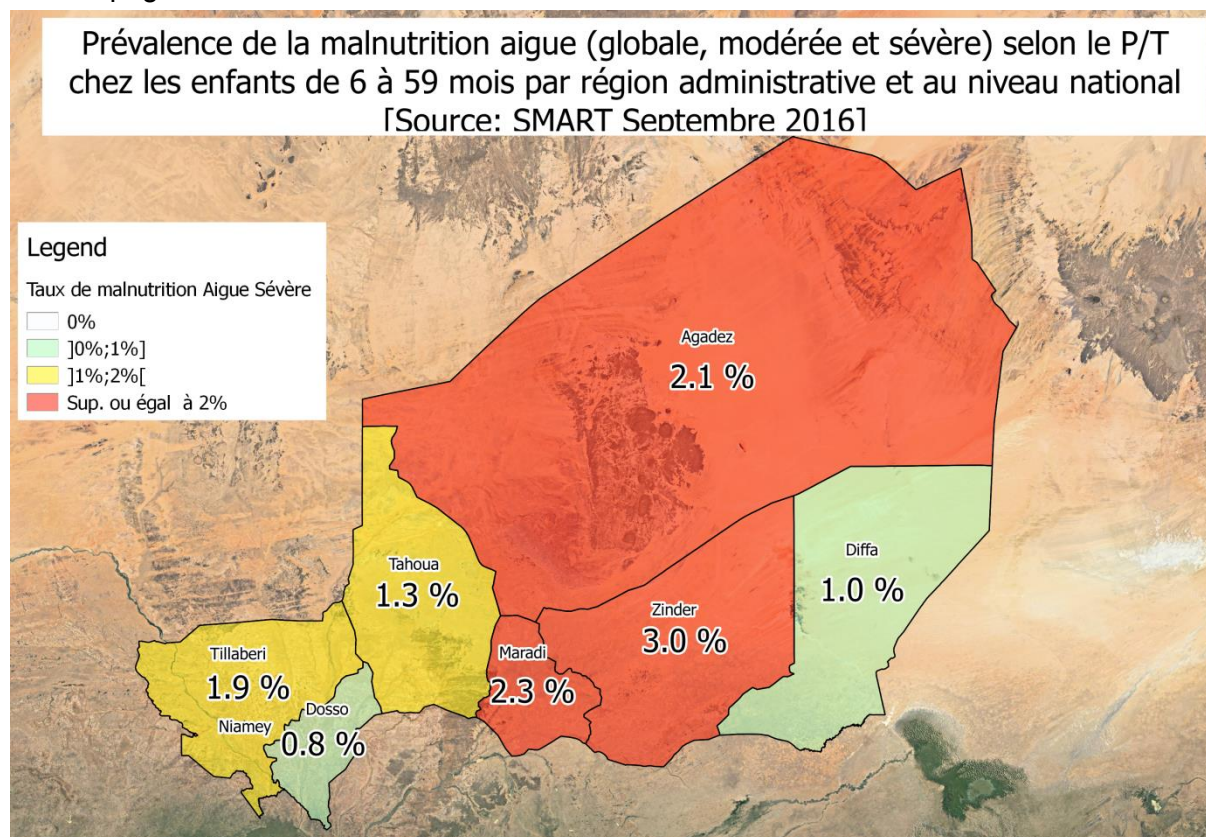 Prévalence de la malnutrition aigue (globale, modérée et sévère) selon le P/T
chez les enfants de 6 à 59 mois par région administrative et au niveau national
[Source: SMART Septembre 2016]
Legend
Taux de malnutrition Aigue Sévère
0%
]0%;1%]
]1%;2%[
Sup. ou égal à 2%
Agadez
2.1 %
Diffa
1.0 %
Tahoua
1.3 %
Zinder
3.0 %
Maradi
2.3 %
Tillaberi
1.9 %
Niamey
Dosso
0.8 %